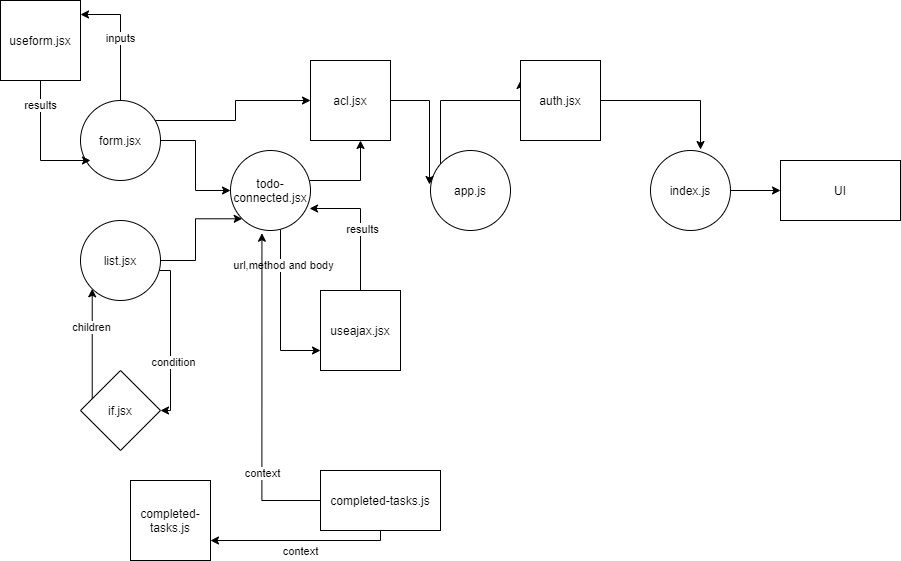 useform.jsx
inputs
results
form.jsx
acl.jsx
auth.jsx
todo-
connected.jsx
app.js
index.js
UI
results
list.jsx
url,method and body
children
useajax.jsx
condition
if.jsx
context
completed-tasks.js
completed-
tasks.js
context